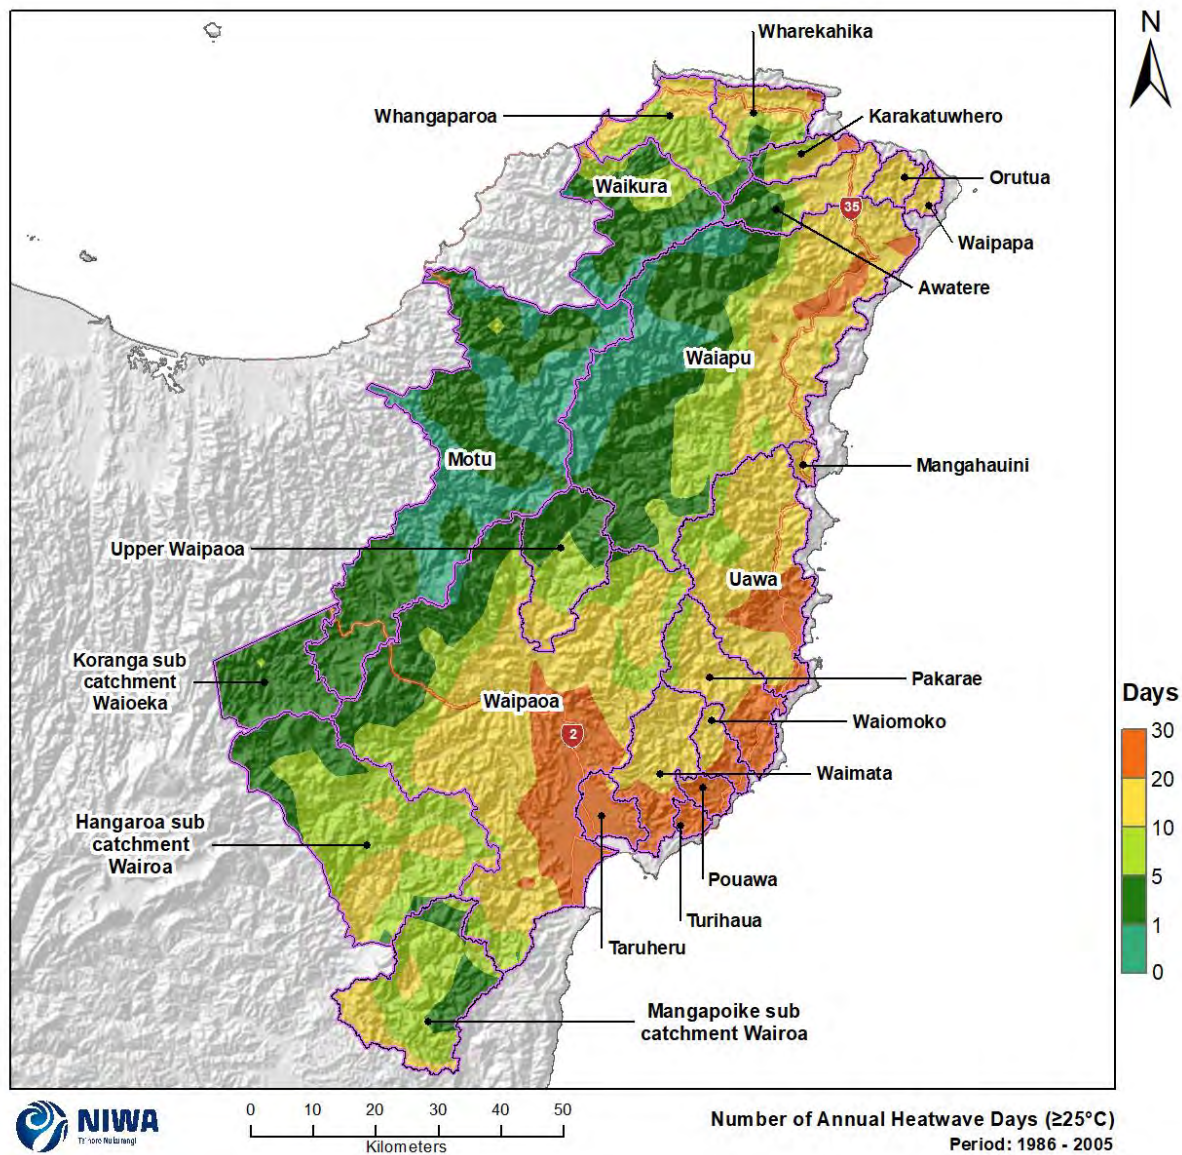 N
Wharekahika
Whangaparoa
Karakatuwhero
Waikura
Orutua
35
Waipapa
Awatere
Waiapu
Motu
Mangahauini
Upper Waipaoa
Uawa
Koranga sub
catchment
Waioeka
Pakarae
Waipaoa
Waiomoko
2
Waimata
Hangaroa sub
catchment
Wairoa
Pouawa
Turihaua
Taruheru
Mangapoike sub
catchment Wairoa
Days
30
20
10
5
1
0
NIWA
Taihoro Nukurangi
0 10 20 30 40 50
Kilometers
Number of Annual Heatwave Days (≥25°C)
Period: 1986 - 2005